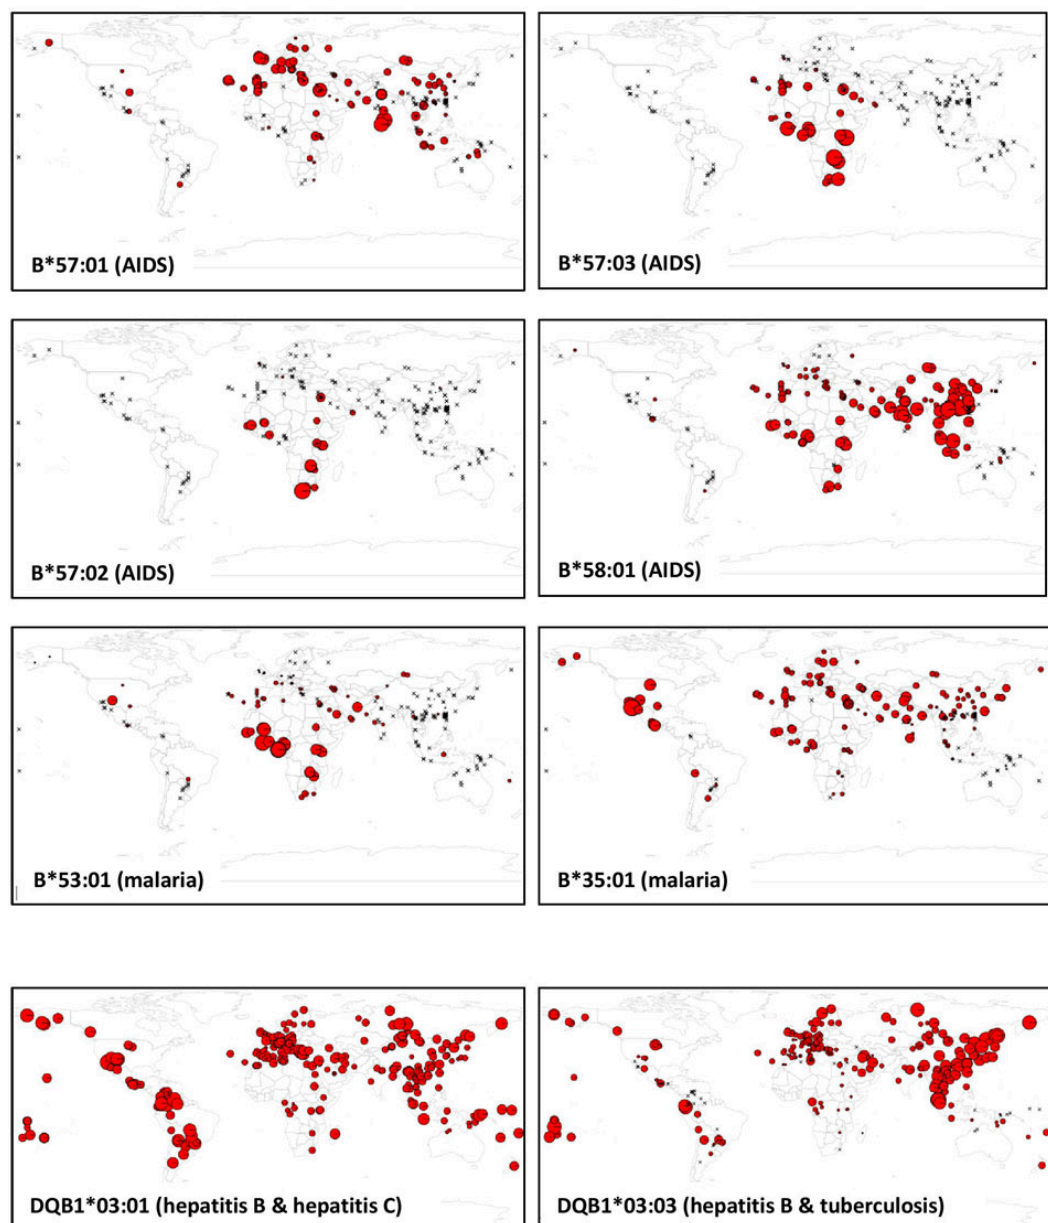 B*57:01 (AIDS)
B*57:03 (AIDS)
B*57:02 (AIDS)
B*58:01 (AIDS)
B*53:01 (malaria)
B*35:01 (malaria)
DQB1*03:01 (hepatitis B & hepatitis C)
DQB1*03:03 (hepatitis B & tuberculosis)